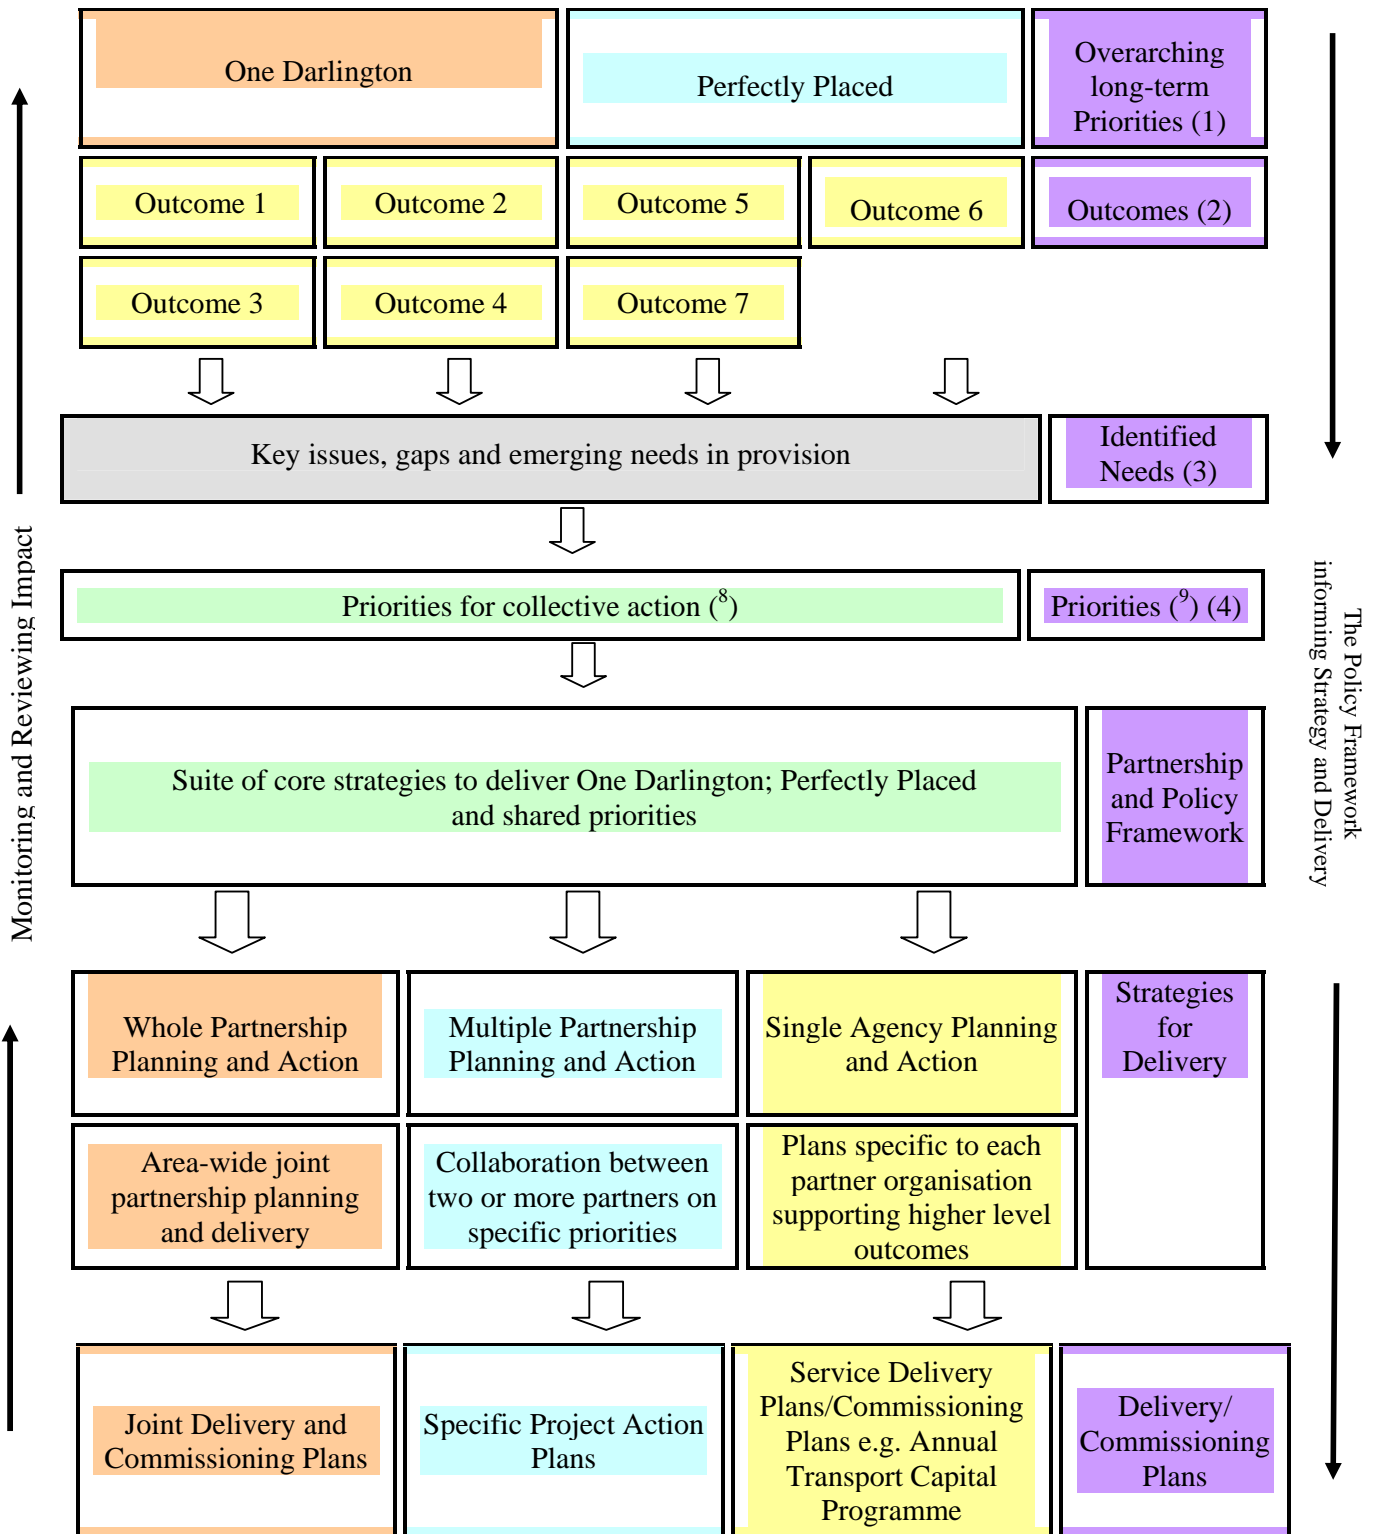 One Darlington
Perfectly Placed
Overarching
long-term
Priorities (1)
Outcome 1
Outcome 2
Outcome 5
Outcome 6
Outcomes (2)
Outcome 3
Outcome 4
Outcome 7
Key issues, gaps and emerging needs in provision
Identified
Needs (3)
Priorities for collective action (8)
Priorities (9) (4)
Suite of core strategies to deliver One Darlington; Perfectly Placed
and shared priorities
Partnership
and Policy
Framework
Whole Partnership
Planning and Action
Multiple Partnership
Planning and Action
Single Agency Planning
and Action
Strategies
for
Delivery
Area-wide joint
partnership planning
and delivery
Collaboration between
two or more partners on
specific priorities
Plans specific to each
partner organisation
supporting higher level
outcomes
Joint Delivery and
Commissioning Plans
Specific Project Action
Plans
Service Delivery
Plans/Commissioning
Plans e.g. Annual
Transport Capital
Programme
Delivery/
Commissioning
Plans
Monitoring and Reviewing Impact
The Policy Framework
informing Strategy and Delivery